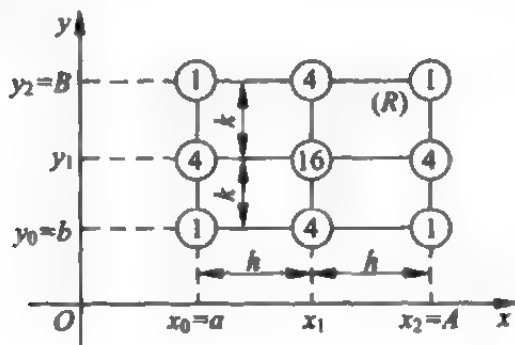 y
y₂=B 1 4 1
(R)
k
y₁ 4 16 4
k
y₀=b 1 4 1
h h
O x₀=a x₁ x₂=A x